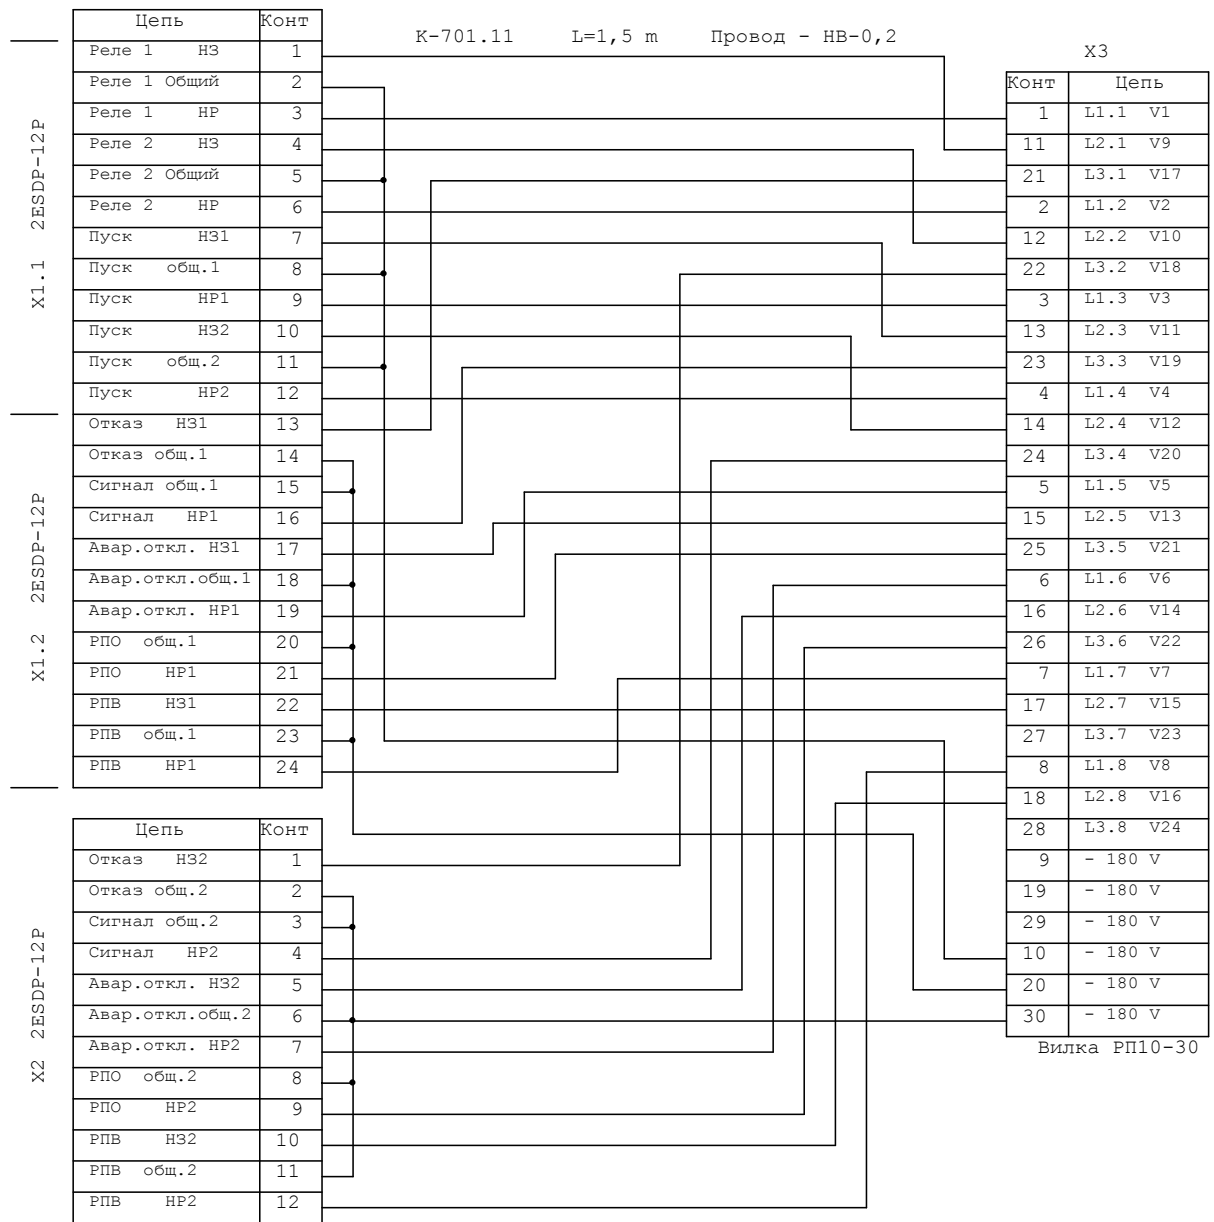 К-701.11 L=1,5 m Провод - НВ-0,2
Цепь Конт
Реле 1 НЗ 1
Реле 1 Общий 2
Реле 1 НР 3
Реле 2 НЗ 4
Реле 2 Общий 5
Реле 2 НР 6
Пуск НЗ1 7
Пуск общ.1 8
Пуск НР1 9
Пуск НЗ2 10
Пуск общ.2 11
Пуск НР2 12
Отказ НЗ1 13
Отказ общ.1 14
Сигнал общ.1 15
Сигнал НР1 16
Авар.откл. НЗ1 17
Авар.откл.общ.1 18
Авар.откл. НР1 19
РПО общ.1 20
РПО НР1 21
РПВ НЗ1 22
РПВ общ.1 23
РПВ НР1 24
X1.1 2ESDP-12P
X1.2 2ESDP-12P
Цепь Конт
Отказ НЗ2 1
Отказ общ.2 2
Сигнал общ.2 3
Сигнал НР2 4
Авар.откл. НЗ2 5
Авар.откл.общ.2 6
Авар.откл. НР2 7
РПО общ.2 8
РПО НР2 9
РПВ НЗ2 10
РПВ общ.2 11
РПВ НР2 12
X2 2ESDP-12P
X3
Конт Цепь
1 L1.1 V1
11 L2.1 V9
21 L3.1 V17
2 L1.2 V2
12 L2.2 V10
22 L3.2 V18
3 L1.3 V3
13 L2.3 V11
23 L3.3 V19
4 L1.4 V4
14 L2.4 V12
24 L3.4 V20
5 L1.5 V5
15 L2.5 V13
25 L3.5 V21
6 L1.6 V6
16 L2.6 V14
26 L3.6 V22
7 L1.7 V7
17 L2.7 V15
27 L3.7 V23
8 L1.8 V8
18 L2.8 V16
28 L3.8 V24
9 - 180 V
19 - 180 V
29 - 180 V
10 - 180 V
20 - 180 V
30 - 180 V
Вилка РП10-30